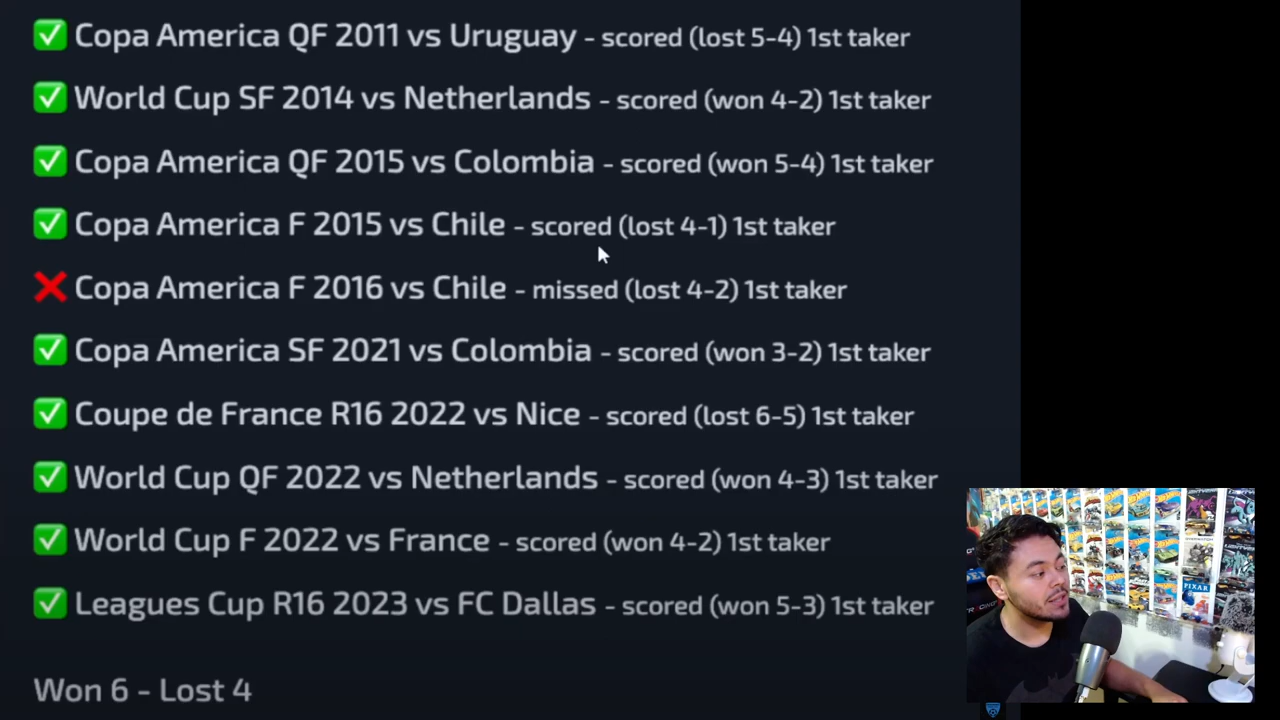 ✅ Copa America QF 2011 vs Uruguay - scored (lost 5-4) 1st taker
✅ World Cup SF 2014 vs Netherlands - scored (won 4-2) 1st taker
✅ Copa America QF 2015 vs Colombia - scored (won 5-4) 1st taker
✅ Copa America F 2015 vs Chile - scored (lost 4-1) 1st taker
❌ Copa America F 2016 vs Chile - missed (lost 4-2) 1st taker
✅ Copa America SF 2021 vs Colombia - scored (won 3-2) 1st taker
✅ Coupe de France R16 2022 vs Nice - scored (lost 6-5) 1st taker
✅ World Cup QF 2022 vs Netherlands - scored (won 4-3) 1st taker
✅ World Cup F 2022 vs France - scored (won 4-2) 1st taker
✅ Leagues Cup R16 2023 vs FC Dallas - scored (won 5-3) 1st taker
Won 6 - Lost 4
PIXAR